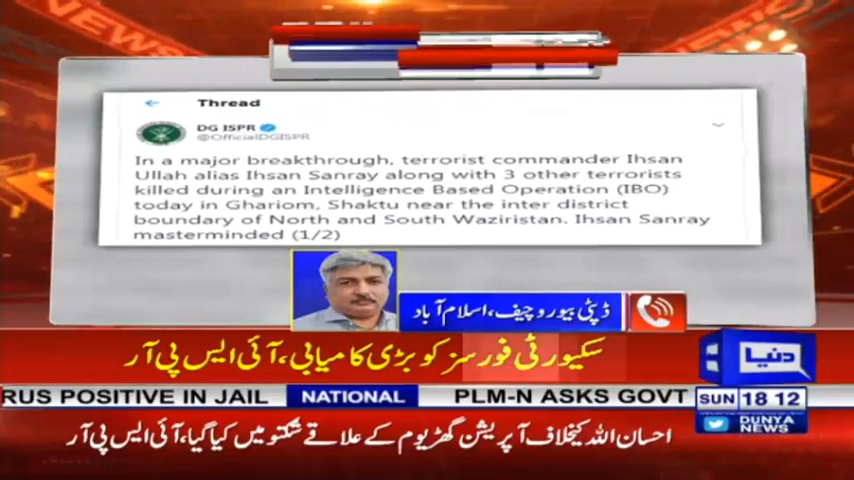 NEWS
Thread
DG ISPR
@OfficialDGISPR
In a major breakthrough, terrorist commander Ihsan
Ullah alias Ihsan Sanray along with 3 other terrorists
killed during an Intelligence Based Operation (IBO)
today in Ghariom, Shaktu near the inter district
boundary of North and South Waziristan. Ihsan Sanray
masterminded (1/2)
ڈپٹی بیورو چیف، اسلام آباد
سکیورٹی فورسز کو بڑی کامیابی، آئی ایس پی آر
دنیا
RUS POSITIVE IN JAIL NATIONAL PLM-N ASKS GOVT
SUN 18 12
DUNYA NEWS
احسان اللہ کیخلاف آپریشن گھڑیوم کے علاقے شکتو میں کیا گیا، آئی ایس پی آر